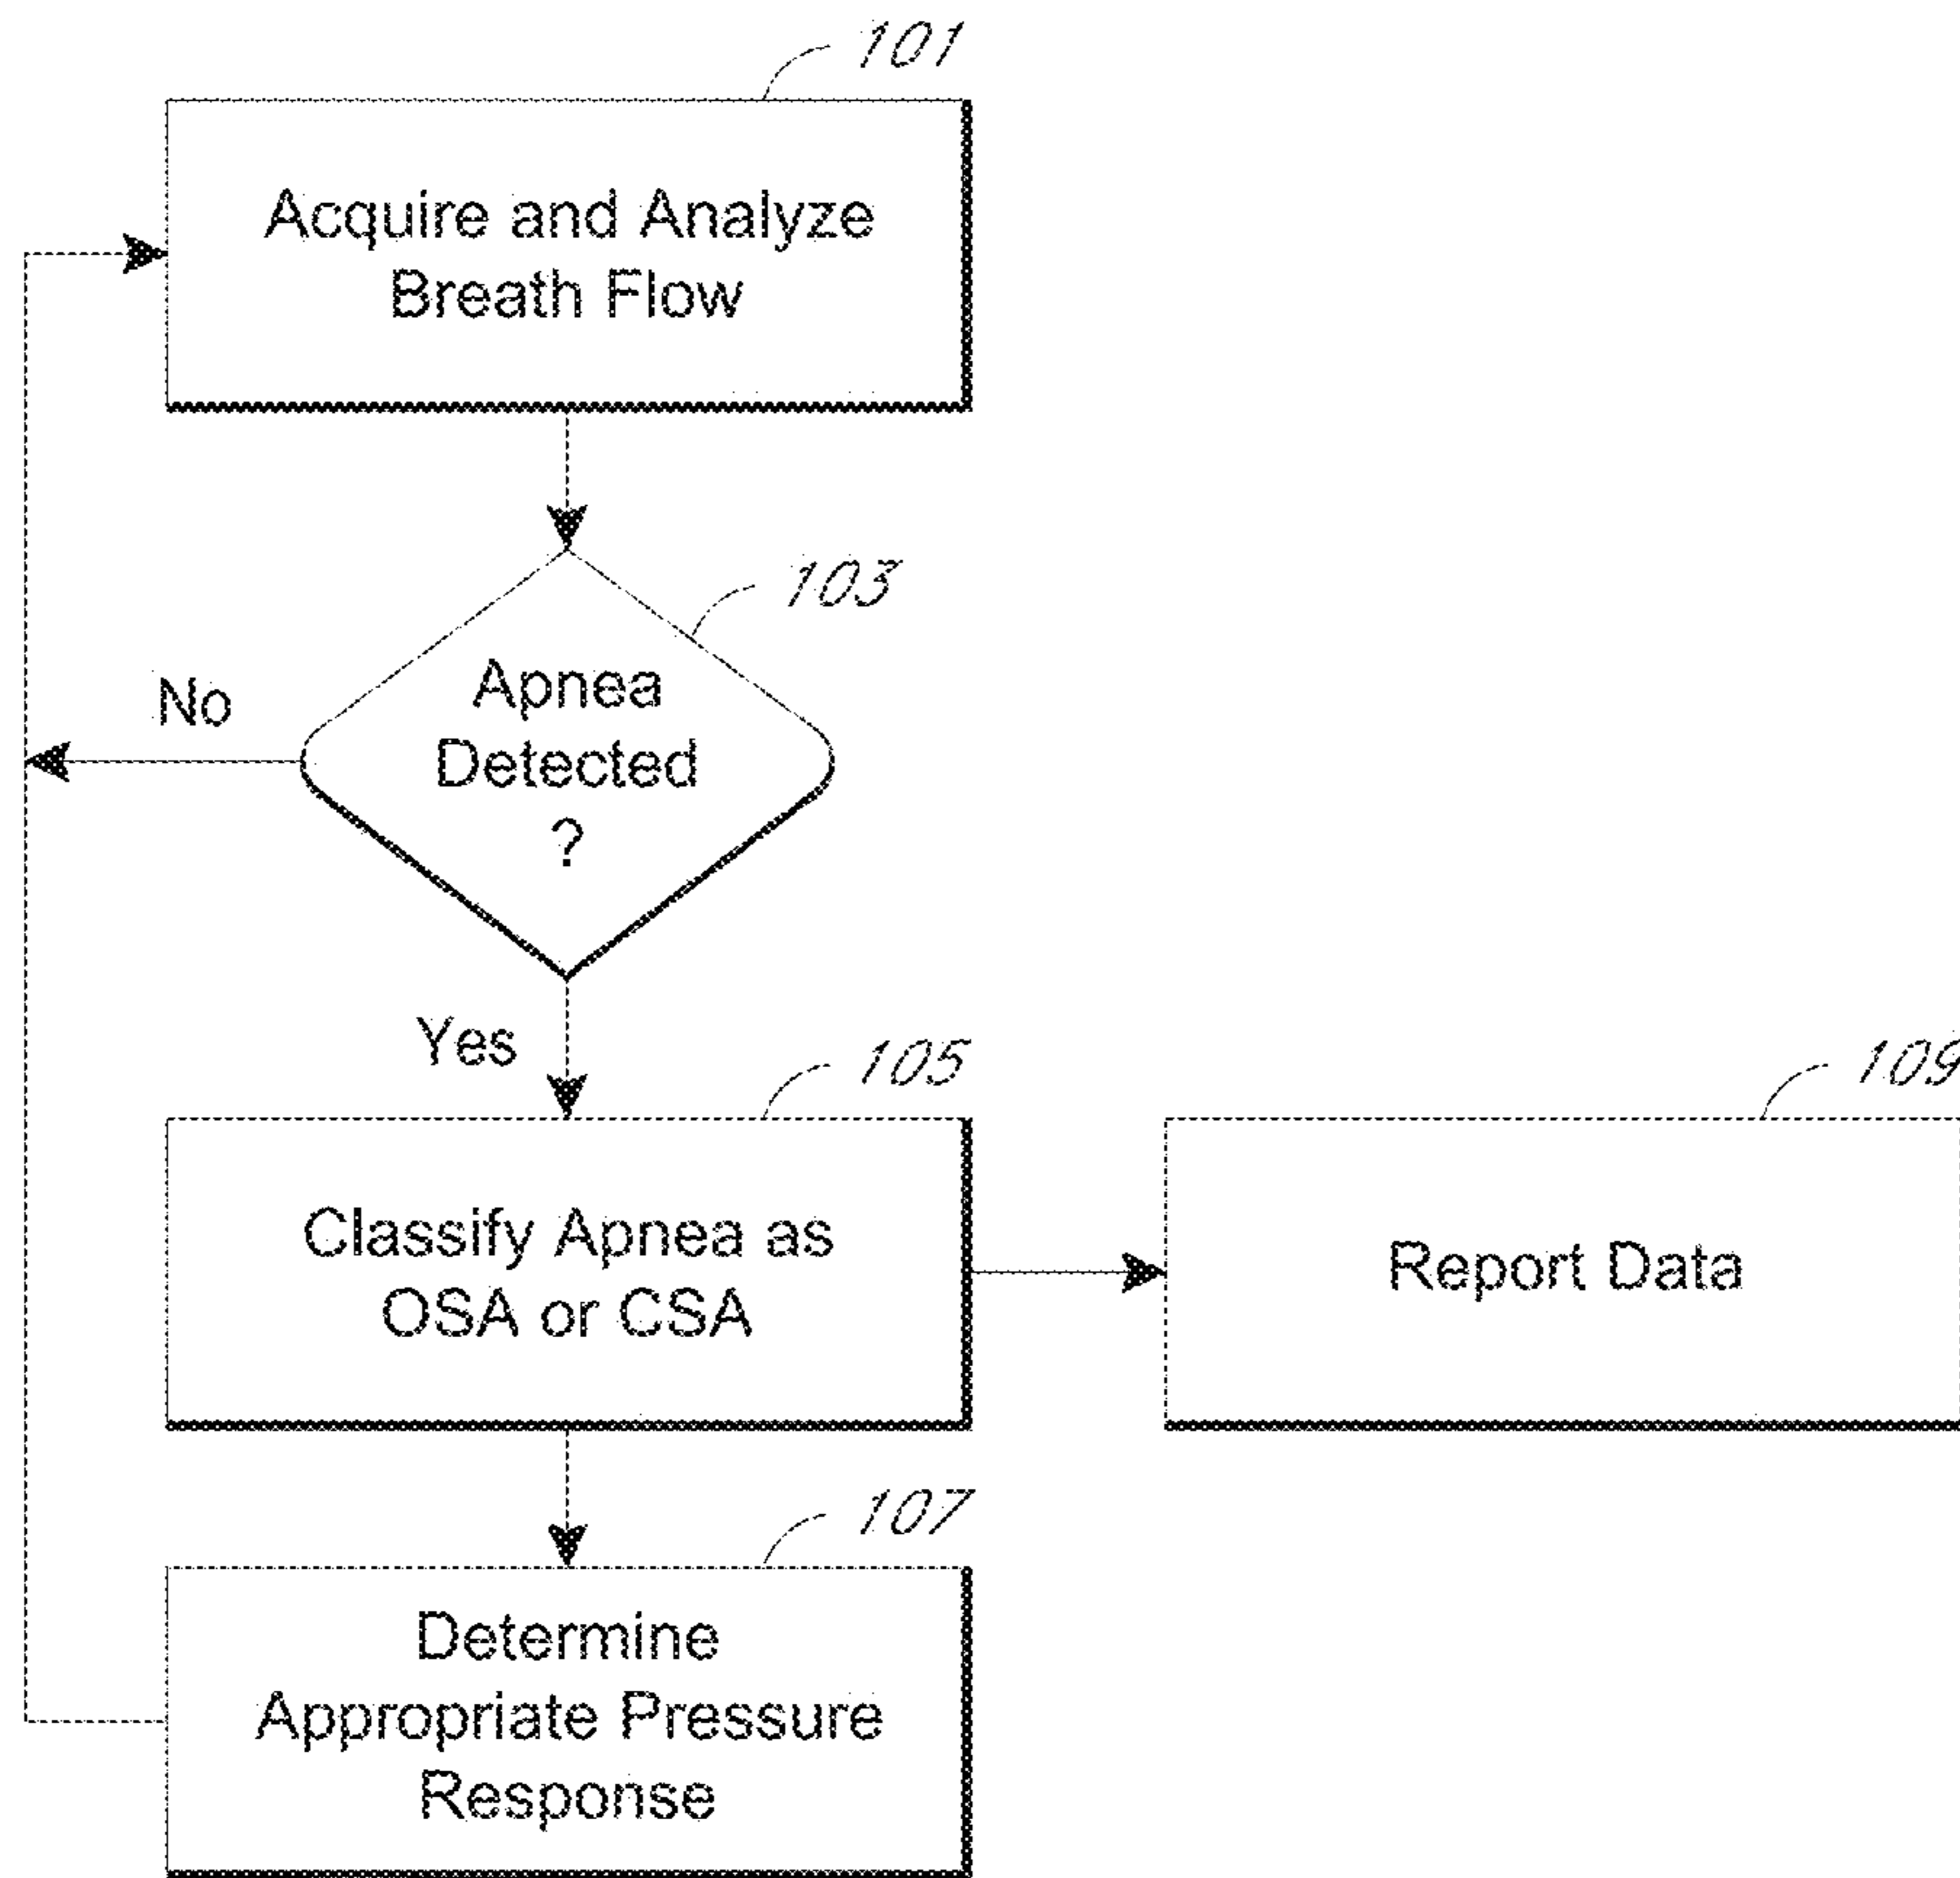 101
Acquire and Analyze
Breath Flow
103
Apnea
Detected
?
No
Yes
105
Classify Apnea as
OSA or CSA
109
Report Data
107
Determine
Appropriate Pressure
Response